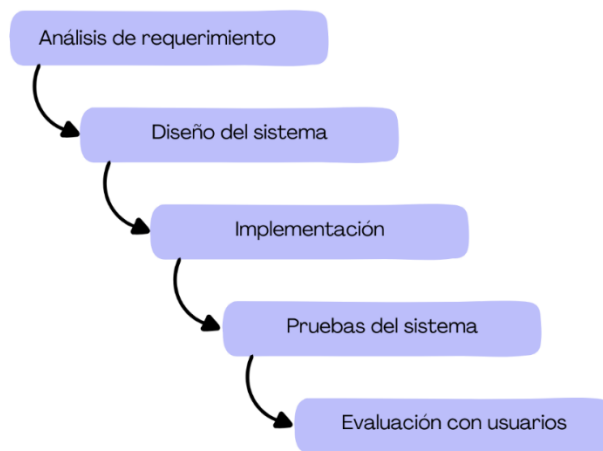 Análisis de requerimiento
Diseño del sistema
Implementación
Pruebas del sistema
Evaluación con usuarios